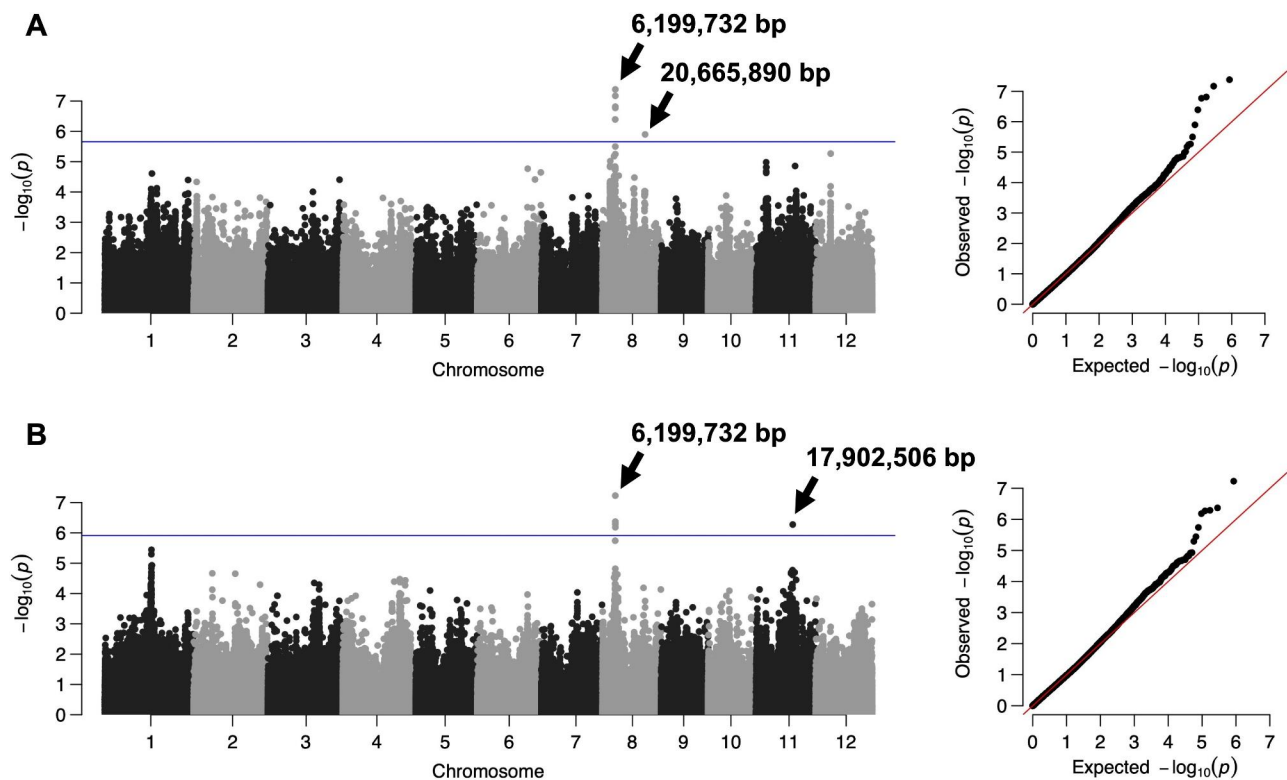 A
6,199,732 bp
20,665,890 bp
−log₁₀(p)
7
6
5
4
3
2
1
0
1 2 3 4 5 6 7 8 9 10 11 12
Chromosome
Observed −log₁₀(p)
7
6
5
4
3
2
1
0
0 1 2 3 4 5 6 7
Expected −log₁₀(p)
B
6,199,732 bp
17,902,506 bp
−log₁₀(p)
7
6
5
4
3
2
1
0
1 2 3 4 5 6 7 8 9 10 11 12
Chromosome
Observed −log₁₀(p)
7
6
5
4
3
2
1
0
0 1 2 3 4 5 6 7
Expected −log₁₀(p)